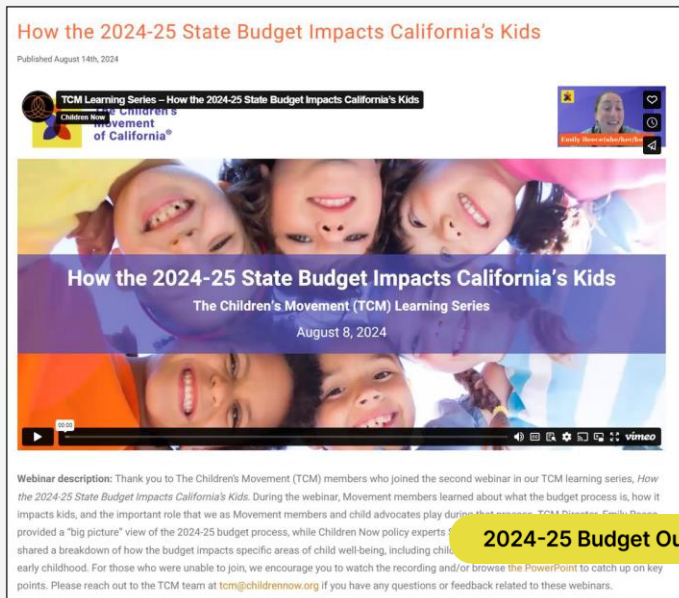 How the 2024-25 State Budget Impacts California's Kids
Published August 14th, 2024
TCM Learning Series – How the 2024-25 State Budget Impacts California's Kids
Children Now
The Children's
Movement
of California®
Emily Reece(she/her/he
How the 2024-25 State Budget Impacts California's Kids
The Children's Movement (TCM) Learning Series
August 8, 2024
00:00
CC
vimeo
Webinar description: Thank you to The Children's Movement (TCM) members who joined the second webinar in our TCM learning series, How
the 2024-25 State Budget Impacts California's Kids. During the webinar, Movement members learned about what the budget process is, how it
impacts kids, and the important role that we as Movement members and child advocates play during that process. TCM Director, Emily Reece
provided a "big picture" view of the 2024-25 budget process, while Children Now policy experts S
shared a breakdown of how the budget impacts specific areas of child well-being, including chil
early childhood. For those who were unable to join, we encourage you to watch the recording and/or browse the PowerPoint to catch up on key
points. Please reach out to the TCM team at tcm@childrennow.org if you have any questions or feedback related to these webinars.
2024-25 Budget Ou